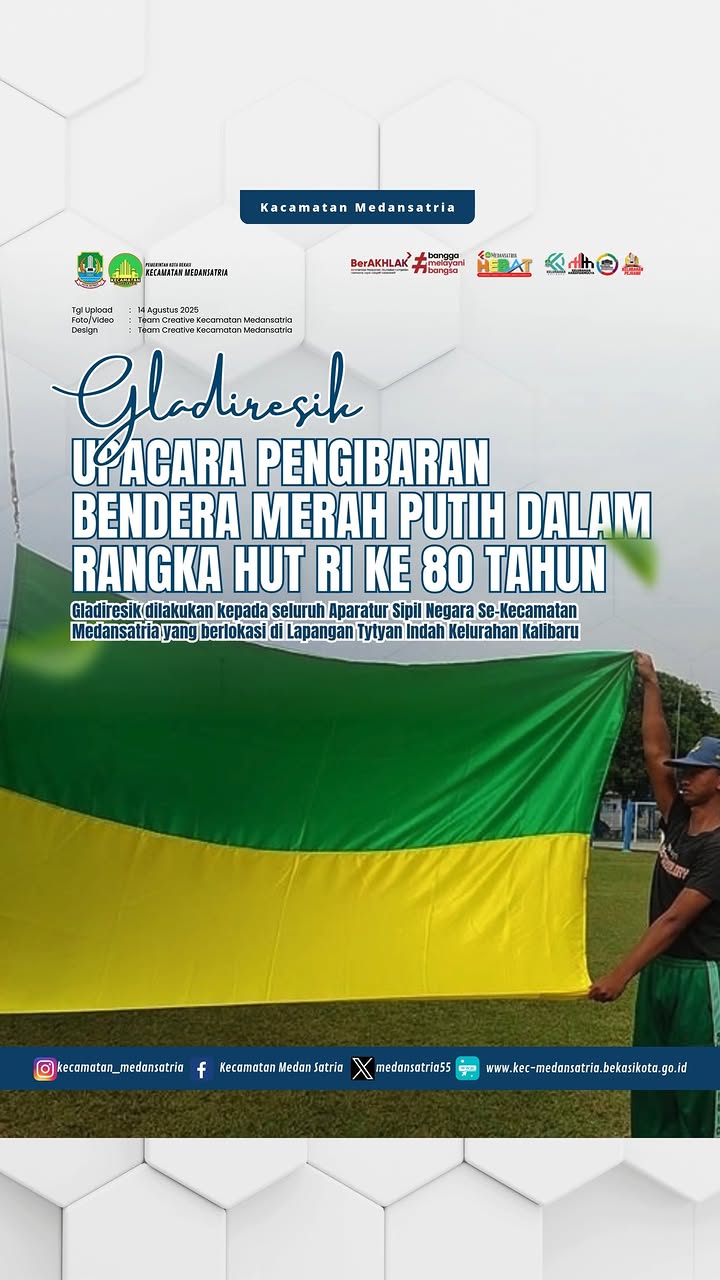 Kacamatan Medansatria
PEMERINTAH KOTA BEKASI
KECAMATAN MEDANSATRIA
BerAKHLAK
#bangga melayani bangsa
MEDANSATRIA
HEBAT
Tgl Upload : 14 Agustus 2025
Foto/Video : Team Creative Kecamatan Medansatria
Design : Team Creative Kecamatan Medansatria
Gladiresik
UPACARA PENGIBARAN
BENDERA MERAH PUTIH DALAM
RANGKA HUT RI KE 80 TAHUN
Gladiresik dilakukan kepada seluruh Aparatur Sipil Negara Se-Kecamatan
Medansatria yang berlokasi di Lapangan Tytyan Indah Kelurahan Kalibaru
kecamatan_medansatria Kecamatan Medan Satria medansatria55 www.kec-medansatria.bekasikota.go.id